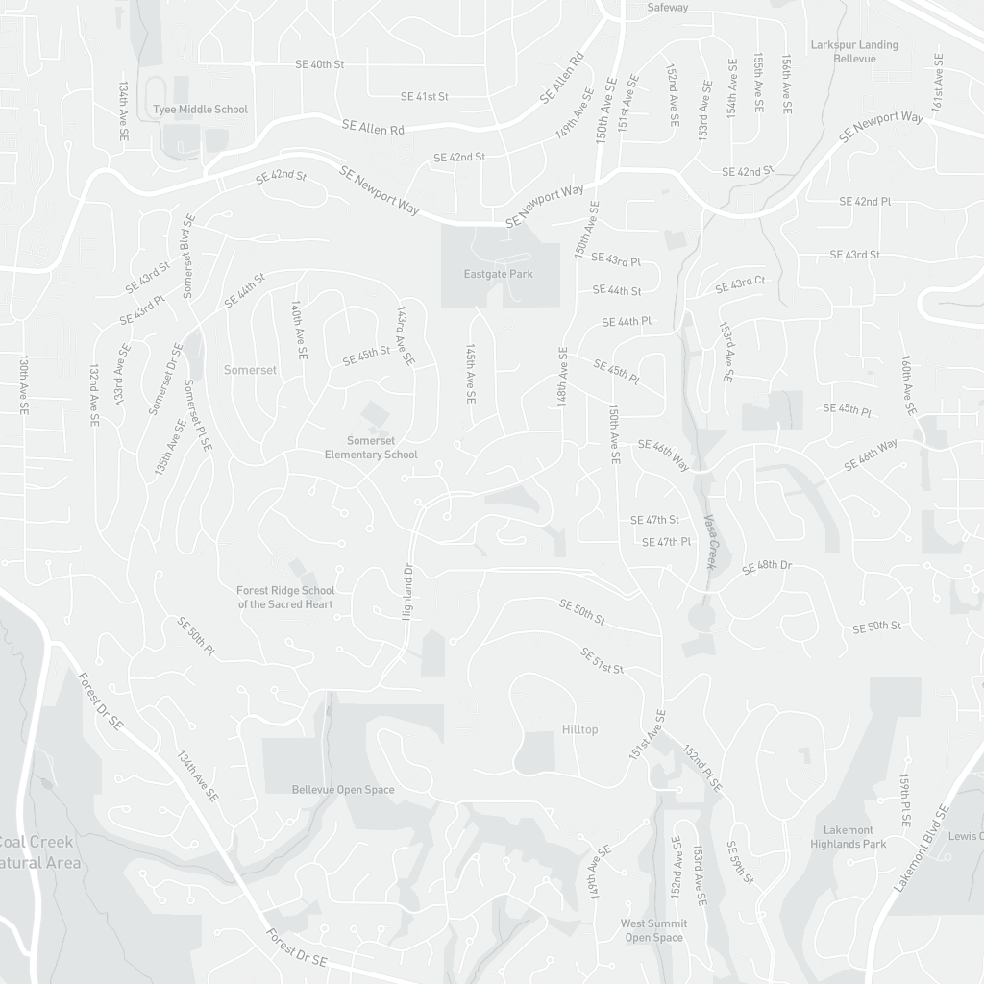 Safeway
Larkspur Landing
Bellevue
SE 40th St
SE Allen Rd
152nd Ave SE
154th Ave SE
155th Ave SE
156th Ave SE
161st Ave SE
134th Ave SE
SE 41st St
151st Ave SE
150th Ave SE
149th Ave SE
153rd Ave SE
Tyee Middle School
SE Allen Rd
SE Newport Way
SE 42nd St
SE 42nd St
SE 42nd St
SE Newport Way
SE Newport Way
SE 42nd Pl
Somerset Blvd SE
150th Ave SE
SE 43rd St
SE 43rd Pl
SE 43rd St
Eastgate Park
SE 44th St
SE 44th St
SE 43rd Ct
SE 43rd Pl
140th Ave SE
143rd Ave SE
SE 44th Pl
153rd Ave SE
130th Ave SE
132nd Ave SE
133rd Ave SE
Somerset Dr SE
Somerset
SE 45th St
145th Ave SE
148th Ave SE
SE 45th Pl
160th Ave SE
Somerset Pl SE
135th Ave SE
150th Ave SE
SE 45th Pl
Somerset
Elementary School
SE 46th Way
SE 46th Way
SE 47th St
SE 47th Pl
Vasa Creek
SE 48th Dr
Highland Dr
Forest Ridge School
of the Sacred Heart
SE 50th St
SE 50th St
SE 50th Pl
SE 51st St
Forest Dr SE
Hilltop
151st Ave SE
152nd Pl SE
134th Ave SE
Bellevue Open Space
159th Pl SE
Coal Creek
Natural Area
Lakemont
Highlands Park
Lakemont Blvd SE
Lewis C
149th Ave SE
152nd Ave SE
153rd Ave SE
SE 59th St
West Summit
Open Space
Forest Dr SE